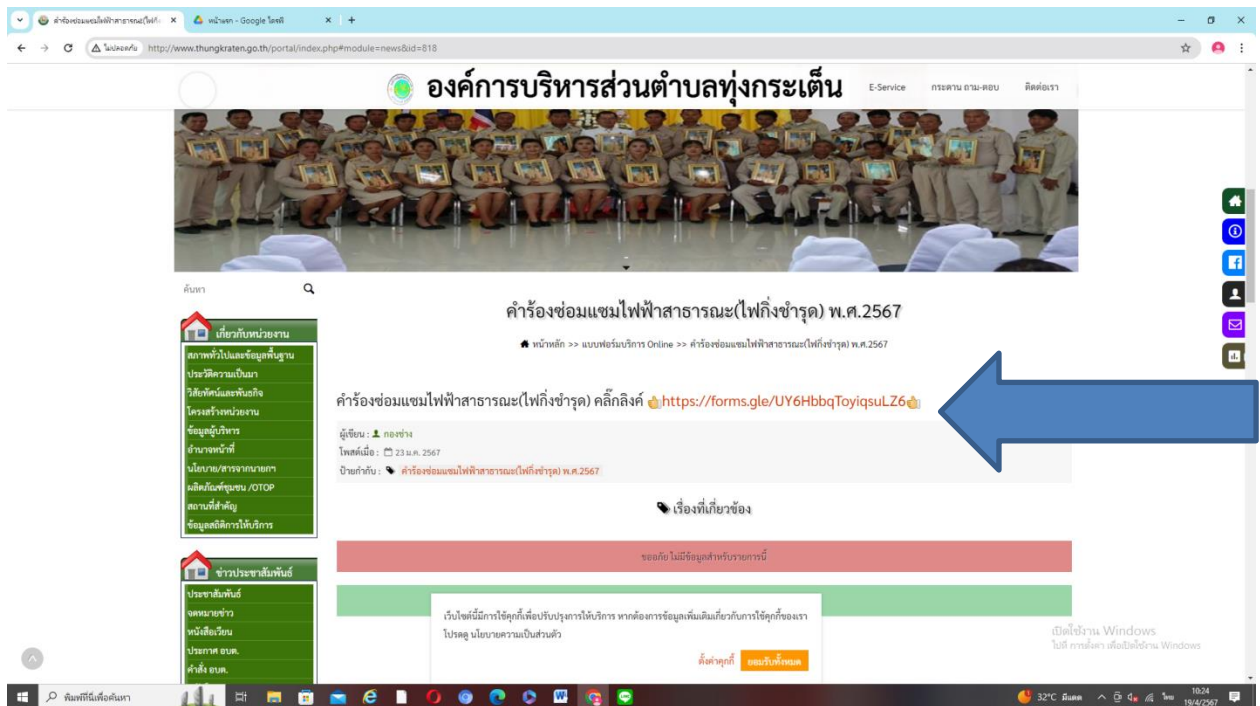 คำร้องซ่อมแซมไฟฟ้าสาธารณะ(ไฟกิ่ง
หน้าแรก - Google ไดรฟ์
ไม่ปลอดภัย
http://www.thungkraten.go.th/portal/index.php#module=news&id=818
องค์การบริหารส่วนตำบลทุ่งกระเต็น
E-Service
กระดาน ถาม-ตอบ
ติดต่อเรา
ค้นหา
เกี่ยวกับหน่วยงาน
สภาพทั่วไปและข้อมูลพื้นฐาน
ประวัติความเป็นมา
วิสัยทัศน์และพันธกิจ
โครงสร้างหน่วยงาน
ข้อมูลผู้บริหาร
อำนาจหน้าที่
นโยบาย/สารจากนายกฯ
ผลิตภัณฑ์ชุมชน /OTOP
สถานที่สำคัญ
ข้อมูลสถิติการให้บริการ
ข่าวประชาสัมพันธ์
ประชาสัมพันธ์
จดหมายข่าว
หนังสือเวียน
ประกาศ อบต.
คำสั่ง อบต.
คำร้องซ่อมแซมไฟฟ้าสาธารณะ(ไฟกิ่งชำรุด) พ.ศ.2567
หน้าหลัก >> แบบฟอร์มบริการ Online >> คำร้องซ่อมแซมไฟฟ้าสาธารณะ(ไฟกิ่งชำรุด) พ.ศ.2567
คำร้องซ่อมแซมไฟฟ้าสาธารณะ(ไฟกิ่งชำรุด) คลิ๊กลิงค์ 👍https://forms.gle/UY6HbbqToyiqsuLZ6👍
ผู้เขียน : กองช่าง
โพสต์เมื่อ : 23 ม.ค. 2567
ป้ายกำกับ : คำร้องซ่อมแซมไฟฟ้าสาธารณะ(ไฟกิ่งชำรุด) พ.ศ.2567
เรื่องที่เกี่ยวข้อง
ขออภัย ไม่มีข้อมูลสำหรับรายการนี้
เว็บไซต์นี้มีการใช้คุกกี้เพื่อปรับปรุงการให้บริการ หากต้องการข้อมูลเพิ่มเติมเกี่ยวกับการใช้คุกกี้ของเรา
โปรดดู นโยบายความเป็นส่วนตัว
ตั้งค่าคุกกี้
ยอมรับทั้งหมด
เปิดใช้งาน Windows
ไปที่ การตั้งค่า เพื่อเปิดใช้งาน Windows
พิมพ์ที่นี่เพื่อค้นหา
32°C มีแดด
ไทย
10:24
19/4/2567